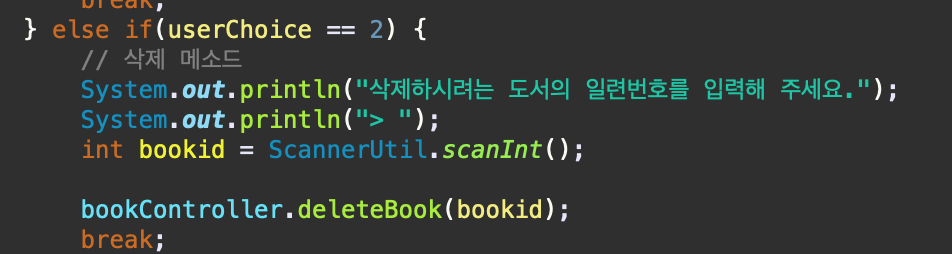 break;
} else if(userChoice == 2) {
// 삭제 메소드
System.out.println("삭제하시려는 도서의 일련번호를 입력해 주세요.");
System.out.println("> ");
int bookid = ScannerUtil.scanInt();
bookController.deleteBook(bookid);
break;